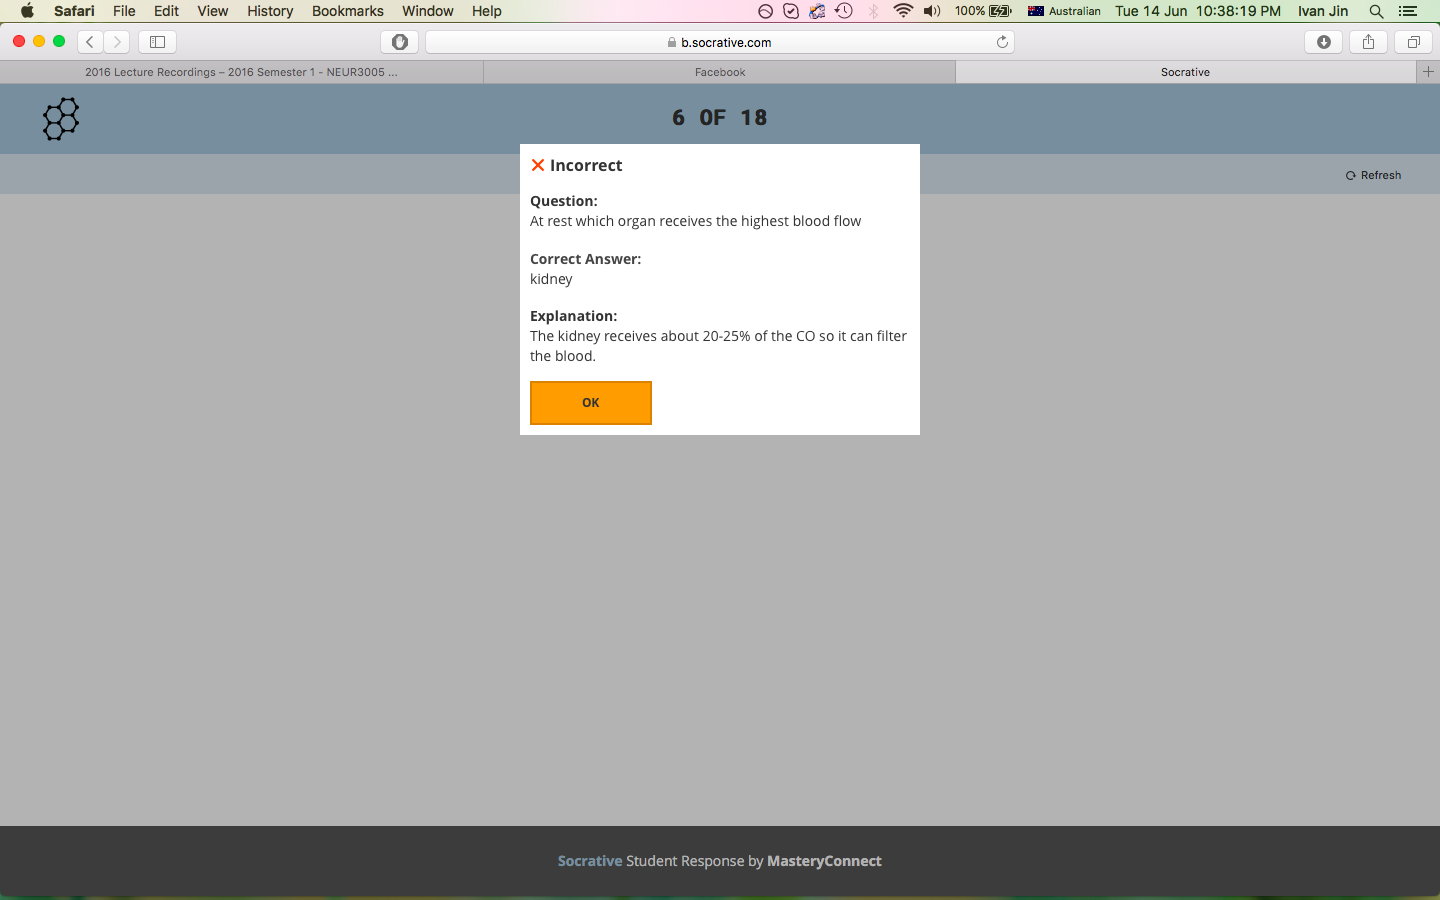 Safari File Edit View History Bookmarks Window Help 100% Australian Tue 14 Jun 10:38:19 PM Ivan Jin
b.socrative.com
2016 Lecture Recordings – 2016 Semester 1 - NEUR3005 ... Facebook Socrative
6 OF 18
Refresh
Incorrect
Question:
At rest which organ receives the highest blood flow
Correct Answer:
kidney
Explanation:
The kidney receives about 20-25% of the CO so it can filter
the blood.
OK
Socrative Student Response by MasteryConnect